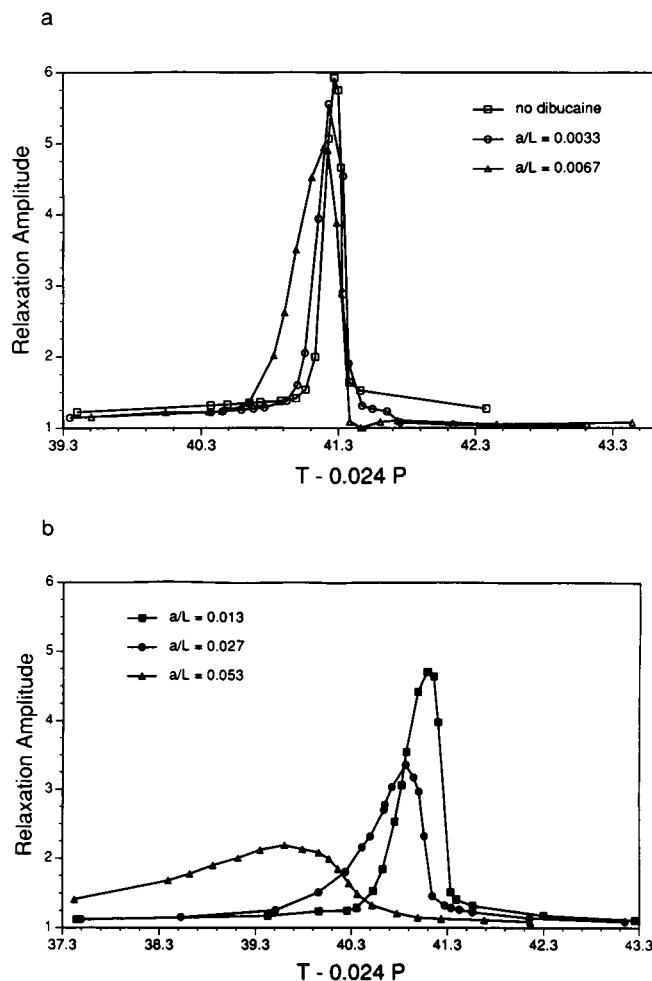 a
6
5
4
3
2
1
Relaxation Amplitude
no dibucaine
a/L = 0.0033
a/L = 0.0067
39.3 40.3 41.3 42.3 43.3
T - 0.024 P
b
6
5
4
3
2
1
Relaxation Amplitude
a/L = 0.013
a/L = 0.027
a/L = 0.053
37.3 38.3 39.3 40.3 41.3 42.3 43.3
T - 0.024 P